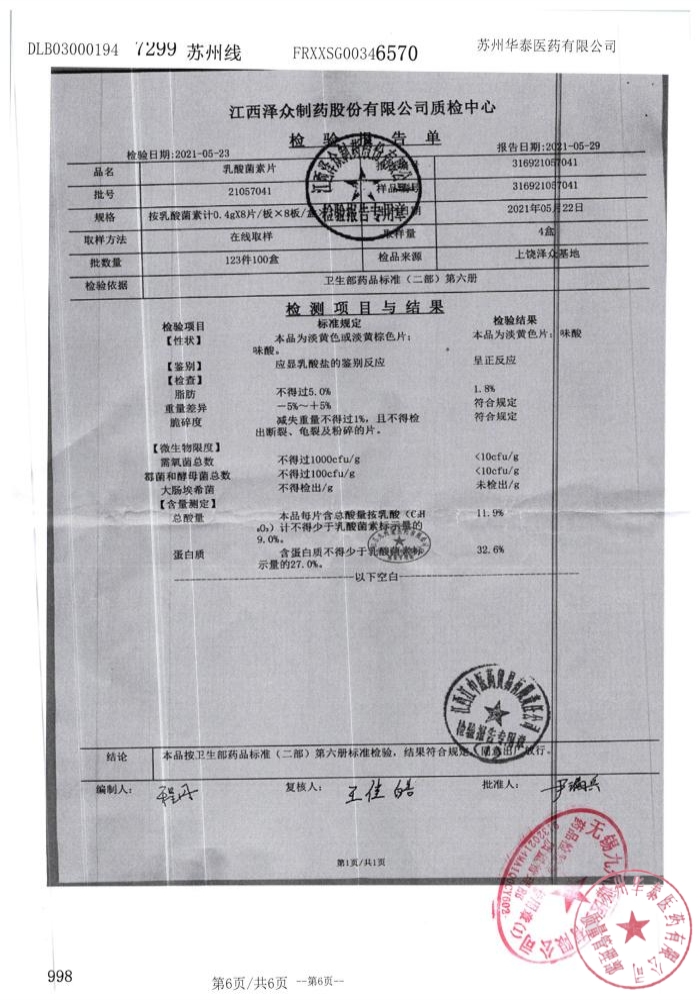 DLB03000194 7299 苏州线 FRXXSG00346570 苏州华泰医药有限公司
江西泽众制药股份有限公司质检中心
检验报告单
检验日期:2021-05-23 报告日期:2021-05-29
品名 乳酸菌素片 316921057041
批号 21057041 样品编号 316921057041
规格 按乳酸菌素计0.4gX8片/板×8板/盒 日期 2021年05月22日
取样方法 在线取样 取样量 4盒
批数量 123件100盒 检品来源 上饶泽众基地
检验依据 卫生部药品标准（二部）第六册
检测项目与结果
检验项目 标准规定 检验结果
【性状】 本品为淡黄色或淡黄棕色片； 本品为淡黄色片；味酸
味酸。
【鉴别】 应显乳酸盐的鉴别反应 呈正反应
【检查】
脂肪 不得过5.0% 1.8%
重量差异 -5%～+5% 符合规定
脆碎度 减失重量不得过1%，且不得检 符合规定
出断裂、龟裂及粉碎的片。
【微生物限度】
需氧菌总数 不得过1000cfu/g <10cfu/g
霉菌和酵母菌总数 不得过100cfu/g <10cfu/g
大肠埃希菌 不得检出/g 未检出/g
【含量测定】
总酸量 本品每片含总酸量按乳酸（C₃H 11.9%
₆O₃）计不得少于乳酸菌素标示量的
9.0%。
蛋白质 含蛋白质不得少于乳酸菌素标 32.6%
示量的27.0%。
以下空白
结论 本品按卫生部药品标准（二部）第六册标准检验，结果符合规定，同意出厂放行。
编制人： 程丹 复核人： 王佳皓 批准人：
第1页/共1页
998 第6页/共6页 --第6页--